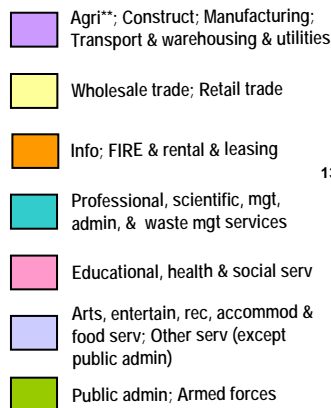 Agri**; Construct; Manufacturing;
Transport & warehousing & utilities
Wholesale trade; Retail trade
Info; FIRE & rental & leasing
Professional, scientific, mgt,
admin, & waste mgt services
Educational, health & social serv
Arts, entertain, rec, accommod &
food serv; Other serv (except
public admin)
Public admin; Armed forces